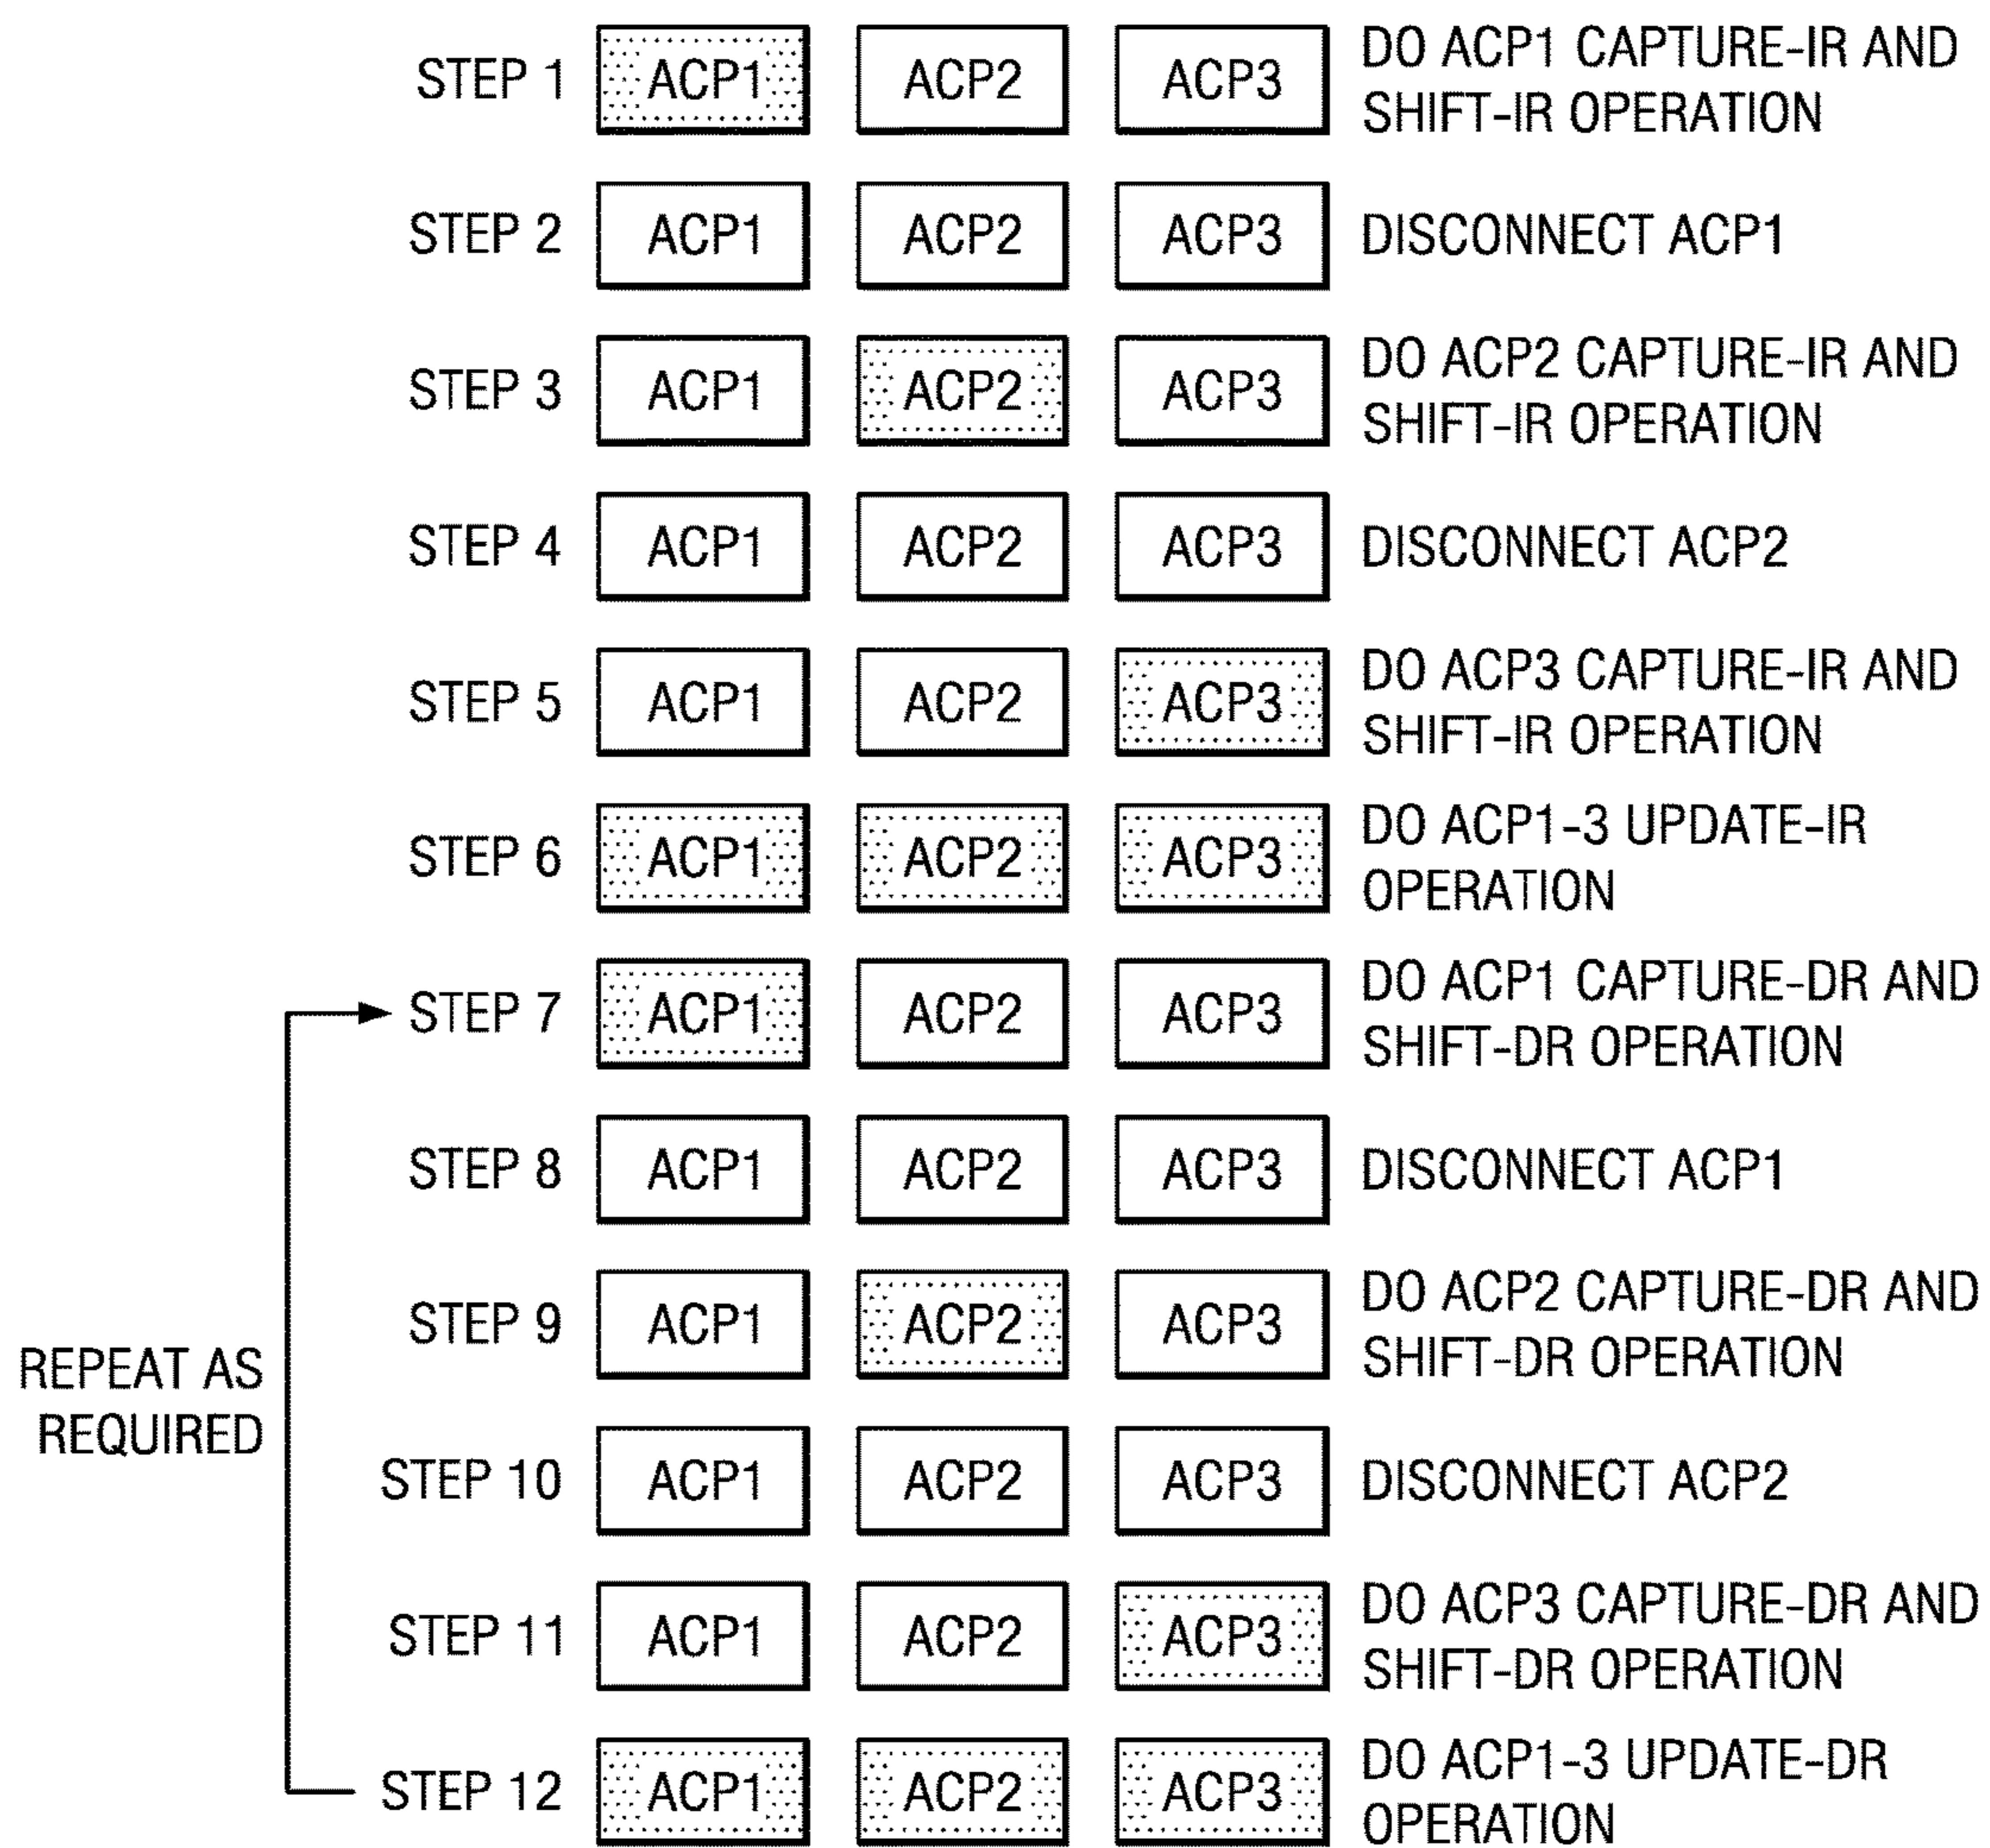 STEP 1 ACP1 ACP2 ACP3 DO ACP1 CAPTURE-IR AND
SHIFT-IR OPERATION
STEP 2 ACP1 ACP2 ACP3 DISCONNECT ACP1
STEP 3 ACP1 ACP2 ACP3 DO ACP2 CAPTURE-IR AND
SHIFT-IR OPERATION
STEP 4 ACP1 ACP2 ACP3 DISCONNECT ACP2
STEP 5 ACP1 ACP2 ACP3 DO ACP3 CAPTURE-IR AND
SHIFT-IR OPERATION
STEP 6 ACP1 ACP2 ACP3 DO ACP1-3 UPDATE-IR
OPERATION
STEP 7 ACP1 ACP2 ACP3 DO ACP1 CAPTURE-DR AND
SHIFT-DR OPERATION
STEP 8 ACP1 ACP2 ACP3 DISCONNECT ACP1
STEP 9 ACP1 ACP2 ACP3 DO ACP2 CAPTURE-DR AND
SHIFT-DR OPERATION
REPEAT AS
REQUIRED
STEP 10 ACP1 ACP2 ACP3 DISCONNECT ACP2
STEP 11 ACP1 ACP2 ACP3 DO ACP3 CAPTURE-DR AND
SHIFT-DR OPERATION
STEP 12 ACP1 ACP2 ACP3 DO ACP1-3 UPDATE-DR
OPERATION